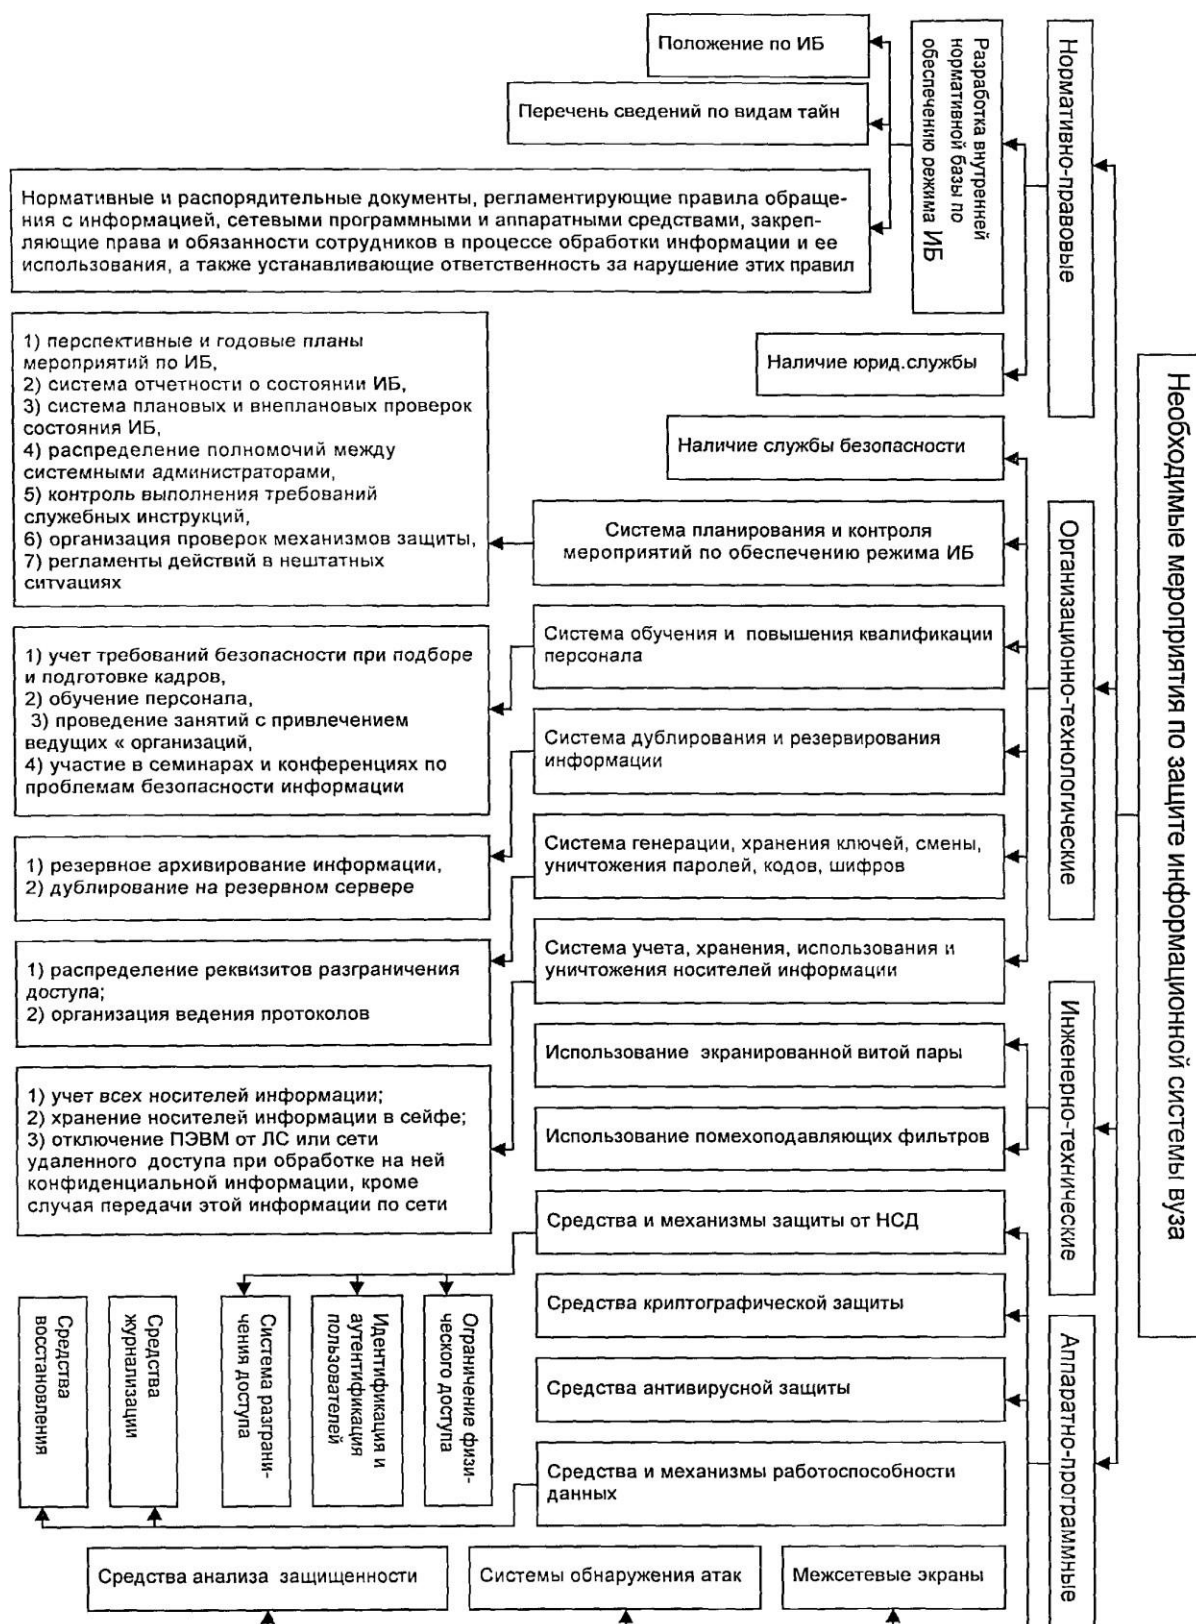 Необходимые мероприятия по защите информационной системы вуза
Нормативно-правовые
Разработка внутренней
нормативной базы по
обеспечению режима ИБ
Положение по ИБ
Перечень сведений по видам тайн
Нормативные и распорядительные документы, регламентирующие правила обраще-
ния с информацией, сетевыми программными и аппаратными средствами, закреп-
ляющие права и обязанности сотрудников в процессе обработки информации и ее
использования, а также устанавливающие ответственность за нарушение этих правил
Наличие юрид.службы
Организационно-технологические
Наличие службы безопасности
Система планирования и контроля
мероприятий по обеспечению режима ИБ
1) перспективные и годовые планы
мероприятий по ИБ,
2) система отчетности о состоянии ИБ,
3) система плановых и внеплановых проверок
состояния ИБ,
4) распределение полномочий между
системными администраторами,
5) контроль выполнения требований
служебных инструкций,
6) организация проверок механизмов защиты,
7) регламенты действий в нештатных
ситуациях
Система обучения и повышения квалификации
персонала
1) учет требований безопасности при подборе
и подготовке кадров,
2) обучение персонала,
3) проведение занятий с привлечением
ведущих « организаций,
4) участие в семинарах и конференциях по
проблемам безопасности информации
Система дублирования и резервирования
информации
1) резервное архивирование информации,
2) дублирование на резервном сервере
Система генерации, хранения ключей, смены,
уничтожения паролей, кодов, шифров
1) распределение реквизитов разграничения
доступа;
2) организация ведения протоколов
Система учета, хранения, использования и
уничтожения носителей информации
1) учет всех носителей информации;
2) хранение носителей информации в сейфе;
3) отключение ПЭВМ от ЛС или сети
удаленного доступа при обработке на ней
конфиденциальной информации, кроме
случая передачи этой информации по сети
Инженерно-технические
Использование экранированной витой пары
Использование помехоподавляющих фильтров
Аппаратно-программные
Средства и механизмы защиты от НСД
Ограничение физи-
ческого доступа
Идентификация и
аутентификация
пользователей
Система разграни-
чения доступа
Средства криптографической защиты
Средства антивирусной защиты
Средства и механизмы работоспособности
данных
Средства
журнализации
Средства
восстановления
Межсетевые экраны
Системы обнаружения атак
Средства анализа защищенности